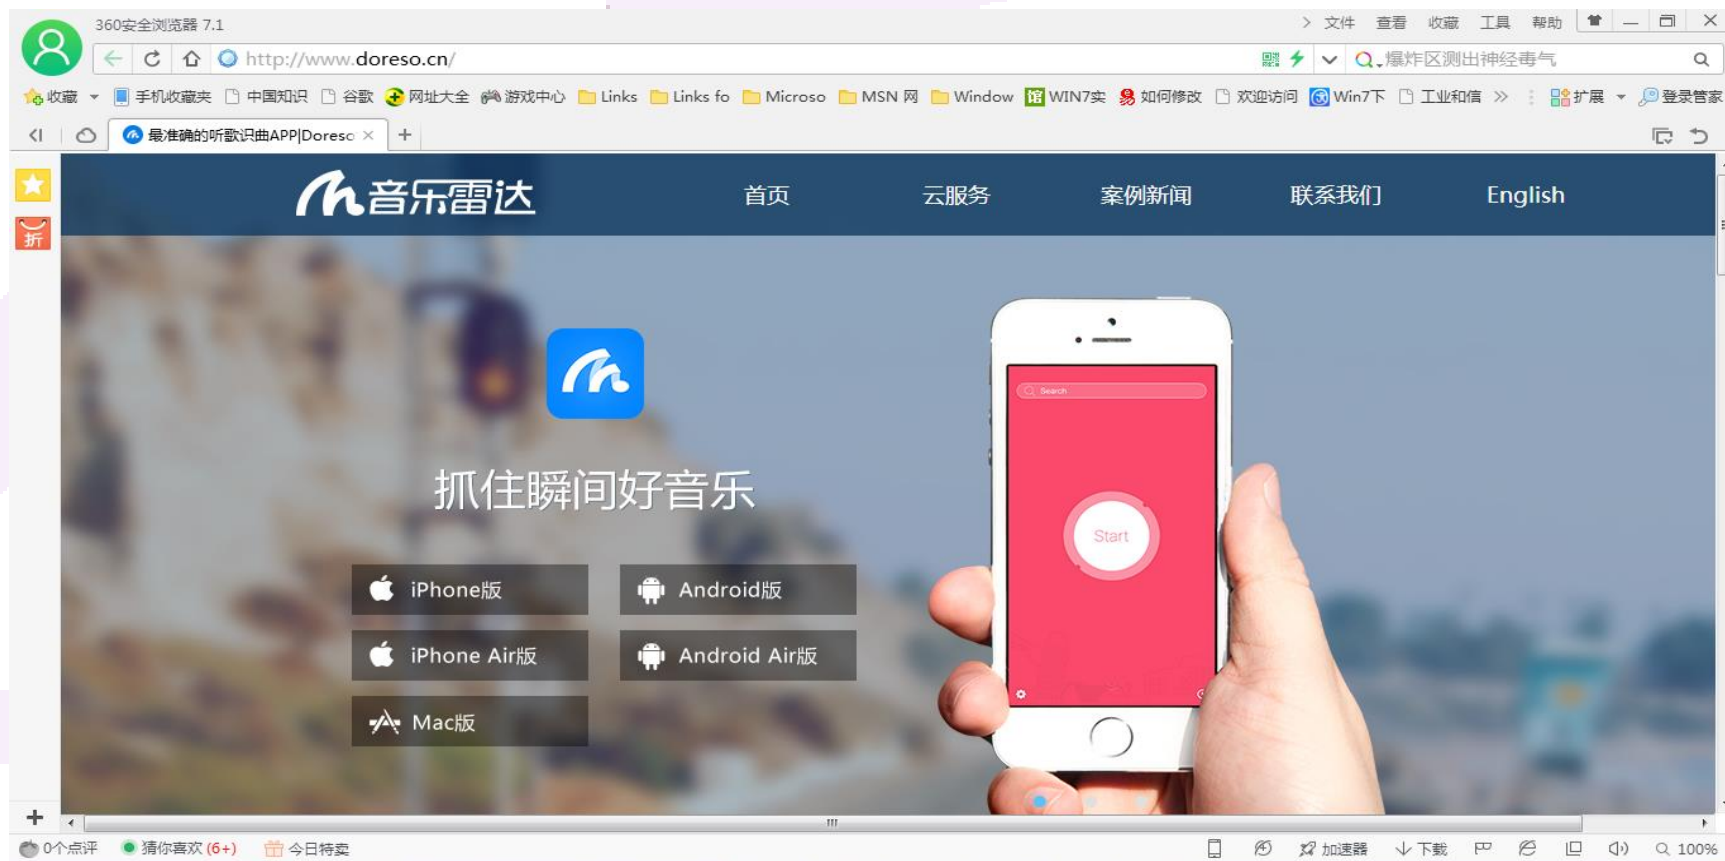 360安全浏览器 7.1
文件 查看 收藏 工具 帮助
http://www.doreso.cn/
爆炸区测出神经毒气
收藏 手机收藏夹 中国知识 谷歌 网址大全 游戏中心 Links Links fo Microso MSN 网 Window WIN7实 如何修改 欢迎访问 Win7下 工业和信 扩展 登录管家
最准确的听歌识曲APP|Doreso
折
音乐雷达 首页 云服务 案例新闻 联系我们 English
Search
抓住瞬间好音乐
Start
iPhone版 Android版
iPhone Air版 Android Air版
Mac版
0个点评 猜你喜欢 (6+) 今日特卖 加速器 下载 100%